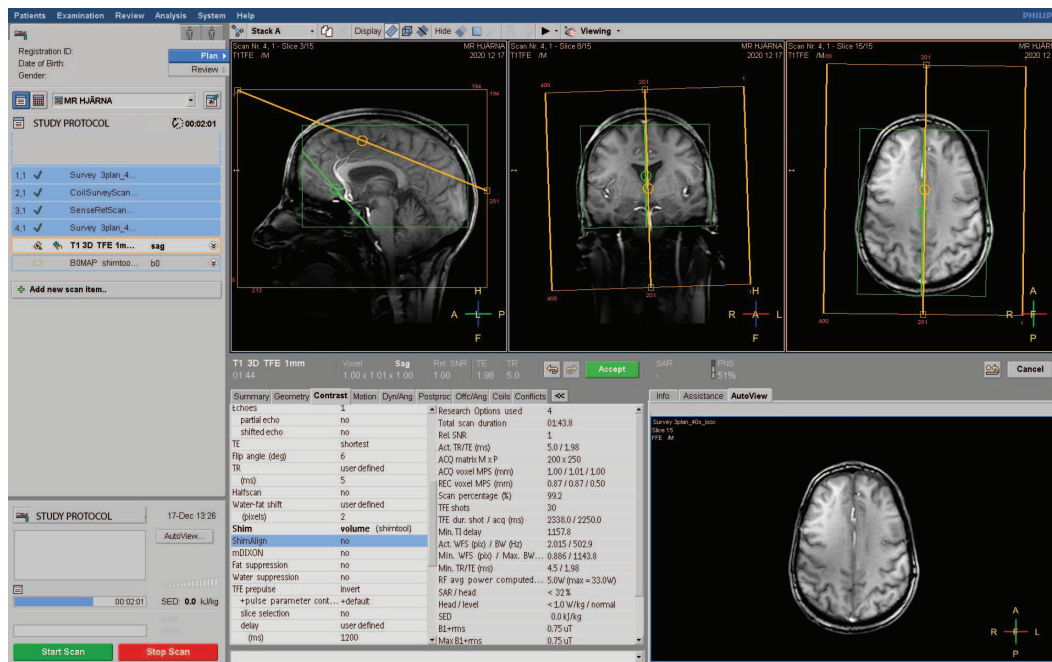 Patients Examination Review Analysis System Help
PHILIPS
Stack A Display Hide Viewing
Registration ID:
Date of Birth:
Gender:
Plan
Review
MR HJÄRNA
STUDY PROTOCOL 00:02:01
1,1 Survey 3plan_4...
2,1 CoilSurveyScan...
3,1 SenseRefScan...
4,1 Survey 3plan_4...
T1 3D TFE 1m... sag
B0MAP shimtoo... b0
Add new scan item..
Scan Nr. 4, 1 - Slice 3/15 MR HJÄRNA
T1TFE /M 2020 12 17
194 194
201
213
H
A L P
F
Scan Nr. 4, 1 - Slice 8/15 MR HJÄRNA
T1TFE /M 2020 12 17
400 201 1
400 201
H
R A L
F
Scan Nr. 4, 1 - Slice 15/15 MR HJÄRN
T1TFE /M 2020 12
201
400 201 1
A
R F L
P
T1 3D TFE 1mm Voxel Sag Rel. SNR TE TR SAR PNS
01:44 1.00 x 1.01 x 1.00 1.00 1.98 5.0 - 51%
Accept
Cancel
Summary Geometry Contrast Motion Dyn/Ang Postproc Offc/Ang Coils Conflicts <<
Echoes 1
partial echo no
shifted echo no
TE shortest
Flip angle (deg) 6
TR user defined
(ms) 5
Halfscan no
Water-fat shift user defined
(pixels) 2
Shim volume (shimtool)
ShimAlign no
mDIXON no
Fat suppression no
Water suppression no
TFE prepulse invert
+pulse parameter cont... +default
slice selection no
delay user defined
(ms) 1200
Research Options used 4
Total scan duration 01:43.8
Rel. SNR 1
Act. TR/TE (ms) 5.0 / 1.98
ACQ matrix M x P 200 x 250
ACQ voxel MPS (mm) 1.00 / 1.01 / 1.00
REC voxel MPS (mm) 0.87 / 0.87 / 0.50
Scan percentage (%) 99.2
TFE shots 30
TFE dur. shot / acq (ms) 2338.0 / 2250.0
Min. TI delay 1157.8
Act. WFS (pix) / BW (Hz) 2.015 / 502.9
Min. WFS (pix) / Max. BW... 0.886 / 1143.8
Min. TR/TE (ms) 4.5 / 1.98
RF avg power computed... 5.0W (max = 33.0W)
SAR / head < 32 %
Head / level < 1.0 W/kg / normal
SED 0.0 kJ/kg
B1+rms 0.75 uT
Max B1+rms 0.75 uT
Info Assistance AutoView
Survey 3plan_40s_isoc
Slice 15
FFE /M
A
R F L
P
STUDY PROTOCOL 17-Dec 13:26
AutoView...
00:02:01 SED: 0.0 kJ/kg
Start Scan Stop Scan